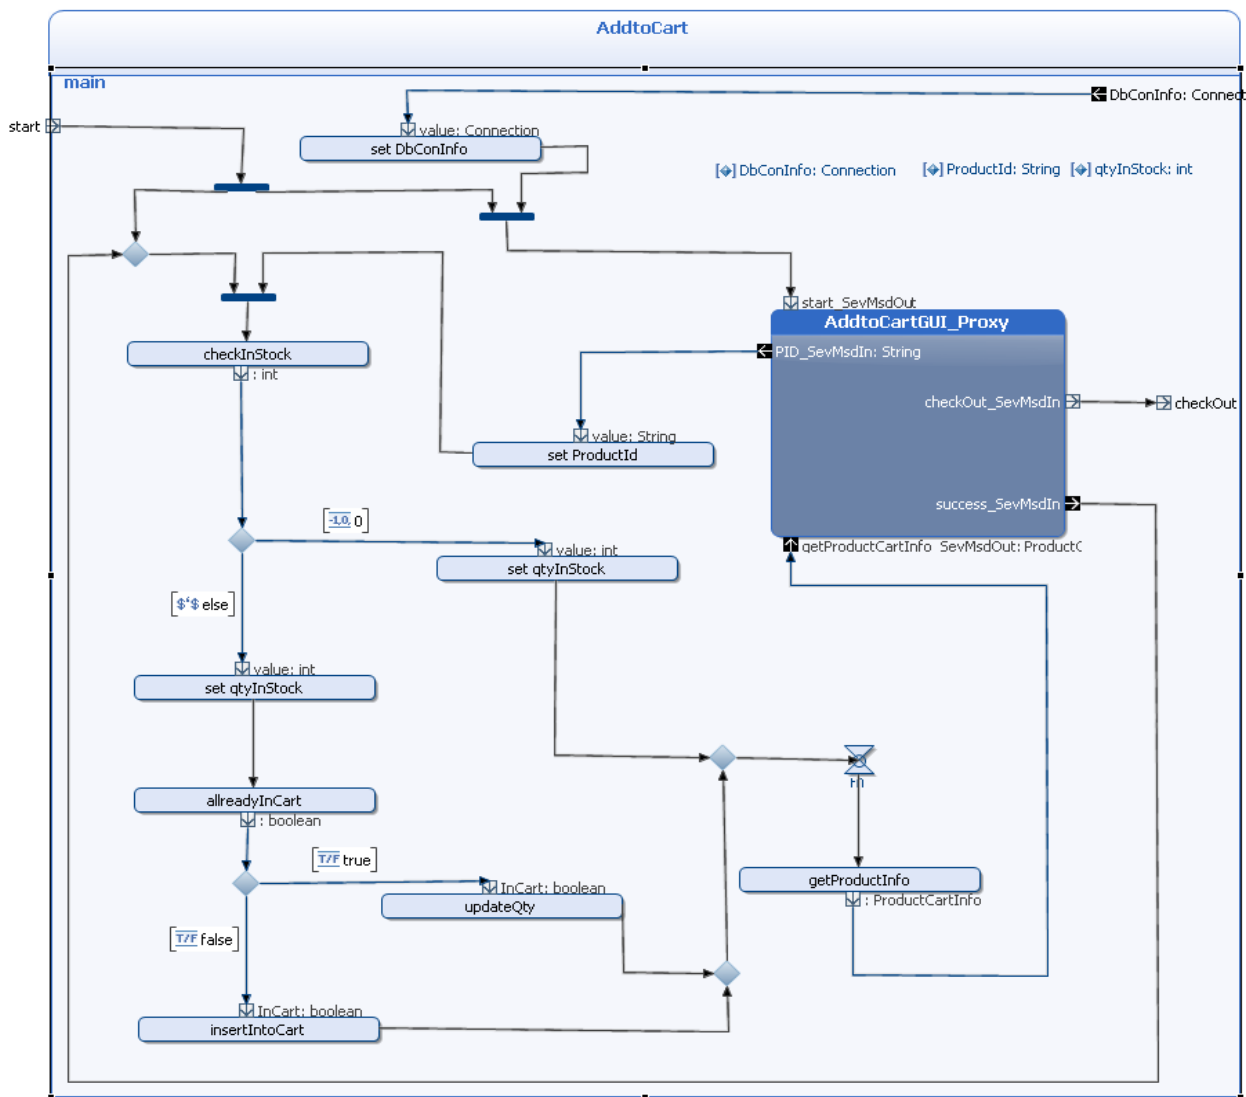 AddtoCart
main
DbConInfo: Connect
start
value: Connection
set DbConInfo
DbConInfo: Connection
ProductId: String
qtyInStock: int
start_SevMsdOut
AddtoCartGUI_Proxy
PID_SevMsdIn: String
checkInStock
: int
checkOut_SevMsdIn
checkOut
value: String
set ProductId
success_SevMsdIn
-1,0, 0
value: int
set qtyInStock
getProductCartInfo SevMsdOut: ProductC
$'$ else
value: int
set qtyInStock
allreadyInCart
: boolean
T/F true
InCart: boolean
updateQty
getProductInfo
: ProductCartInfo
T/F false
InCart: boolean
insertIntoCart